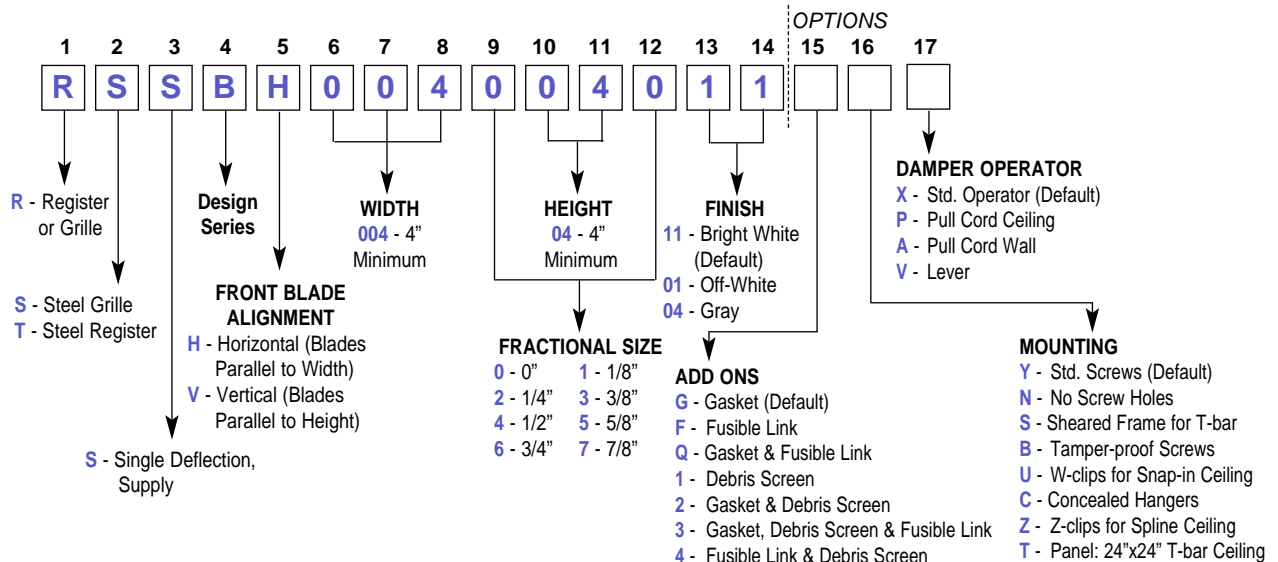 OPTIONS
1 2 3 4 5 6 7 8 9 10 11 12 13 14 15 16 17
R S S B H 0 0 4 0 0 4 0 1 1
R - Register
or Grille
S - Steel Grille
T - Steel Register
S - Single Deflection,
Supply
Design
Series
FRONT BLADE
ALIGNMENT
H - Horizontal (Blades
Parallel to Width)
V - Vertical (Blades
Parallel to Height)
WIDTH
004 - 4”
Minimum
HEIGHT
04 - 4”
Minimum
FRACTIONAL SIZE
0 - 0” 1 - 1/8”
2 - 1/4” 3 - 3/8”
4 - 1/2” 5 - 5/8”
6 - 3/4” 7 - 7/8”
FINISH
11 - Bright White
(Default)
01 - Off-White
04 - Gray
ADD ONS
G - Gasket (Default)
F - Fusible Link
Q - Gasket & Fusible Link
1 - Debris Screen
2 - Gasket & Debris Screen
3 - Gasket, Debris Screen & Fusible Link
4 - Fusible Link & Debris Screen
DAMPER OPERATOR
X - Std. Operator (Default)
P - Pull Cord Ceiling
A - Pull Cord Wall
V - Lever
MOUNTING
Y - Std. Screws (Default)
N - No Screw Holes
S - Sheared Frame for T-bar
B - Tamper-proof Screws
U - W-clips for Snap-in Ceiling
C - Concealed Hangers
Z - Z-clips for Spline Ceiling
T - Panel: 24”x24” T-bar Ceiling